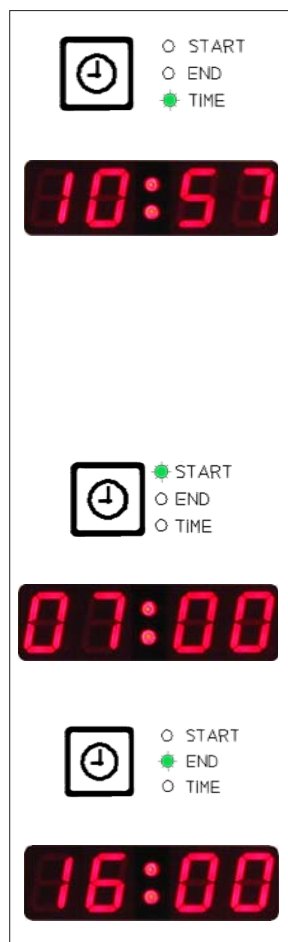 START
END
TIME
10:57
START
END
TIME
07:00
START
END
TIME
16:00